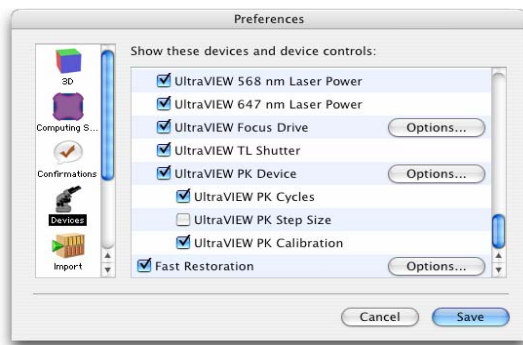 Preferences
3D
Computing S...
Confirmations
Devices
Import
Show these devices and device controls:
UltraVIEW 568 nm Laser Power
UltraVIEW 647 nm Laser Power
UltraVIEW Focus Drive Options...
UltraVIEW TL Shutter
UltraVIEW PK Device Options...
UltraVIEW PK Cycles
UltraVIEW PK Step Size
UltraVIEW PK Calibration
Fast Restoration Options...
Cancel Save